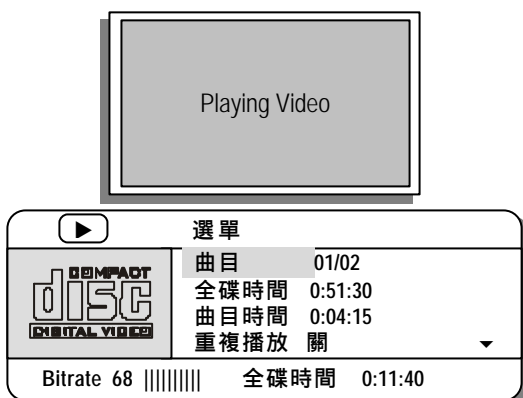 Playing Video
選單
曲目 01/02
COMPACT
disc
DIGITAL VIDEO
全碟時間 0:51:30
曲目時間 0:04:15
重複播放 關
Bitrate 68 |||||||||| 全碟時間 0:11:40